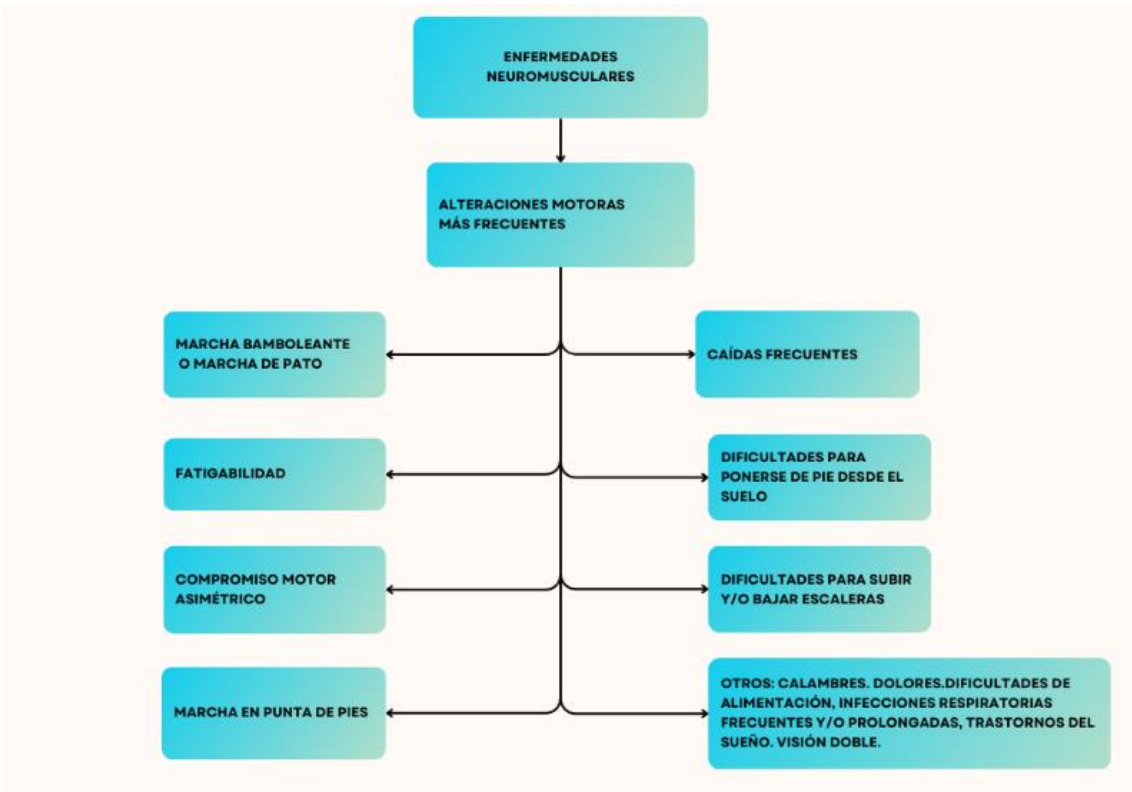 ENFERMEDADES
NEUROMUSCULARES
ALTERACIONES MOTORAS
MÁS FRECUENTES
MARCHA BAMBOLEANTE
O MARCHA DE PATO
CAÍDAS FRECUENTES
FATIGABILIDAD
DIFICULTADES PARA
PONERSE DE PIE DESDE EL
SUELO
COMPROMISO MOTOR
ASIMÉTRICO
DIFICULTADES PARA SUBIR
Y/O BAJAR ESCALERAS
MARCHA EN PUNTA DE PIES
OTROS: CALAMBRES. DOLORES.DIFICULTADES DE
ALIMENTACIÓN, INFECCIONES RESPIRATORIAS
FRECUENTES Y/O PROLONGADAS, TRASTORNOS DEL
SUEÑO. VISIÓN DOBLE.